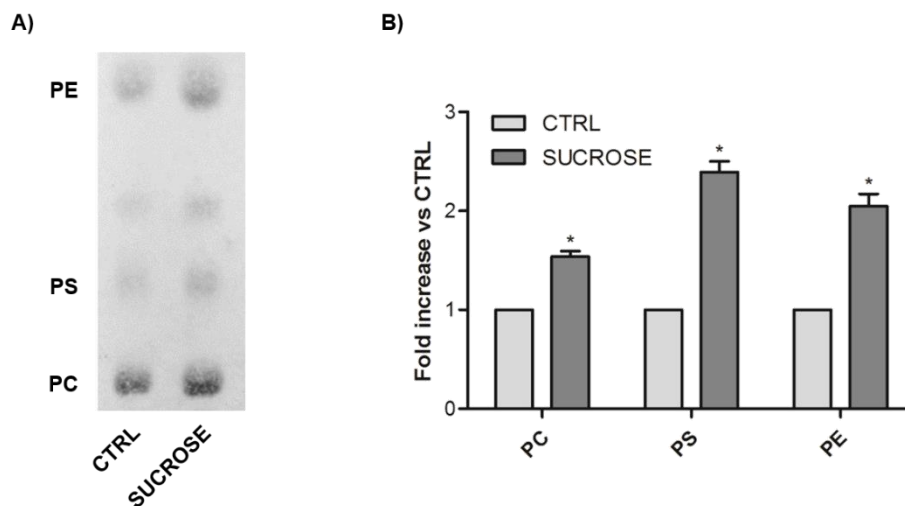 A)
PE
PS
PC
CTRL
SUCROSE
B)
Fold increase vs CTRL
3
2
1
0
CTRL
SUCROSE
*
*
*
PC
PS
PE